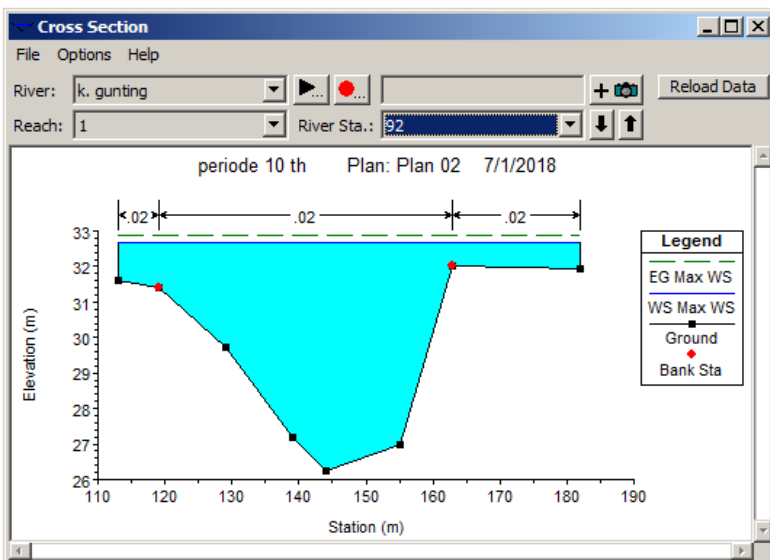 Cross Section
File Options Help
River: k. gunting Reload Data
Reach: 1 River Sta.: 92
periode 10 th Plan: Plan 02 7/1/2018
.02 .02 .02
33
32
31
30
29
28
27
26
Elevation (m)
110 120 130 140 150 160 170 180 190
Station (m)
Legend
EG Max WS
WS Max WS
Ground
Bank Sta